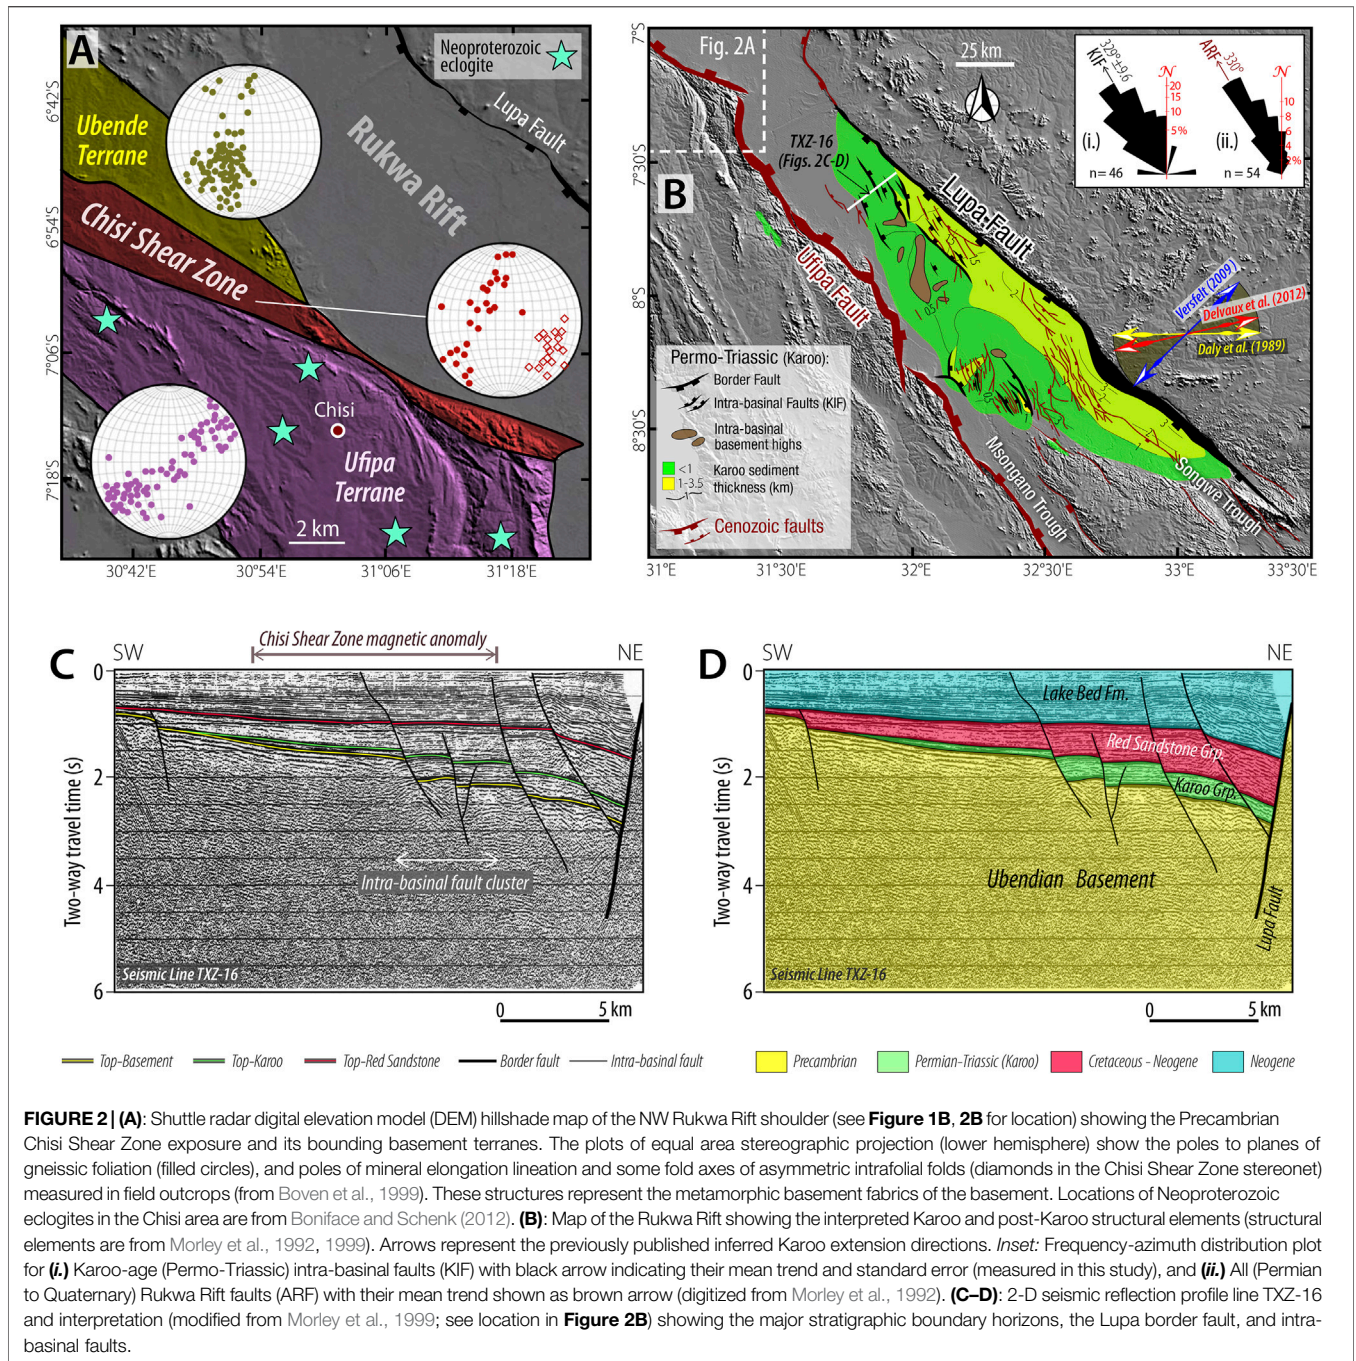 A
Neoproterozoic
eclogite
Lupa Fault
Ubende
Terrane
Rukwa Rift
Chisi Shear Zone
Chisi
Ufipa
Terrane
2 km
6°42'S
6°54'S
7°06'S
7°18'S
30°42'E
30°54'E
31°06'E
31°18'E
B
Fig. 2A
25 km
TXZ-16
(Figs. 2C-D)
Lupa Fault
Ufipa Fault
Msongano Trough
Songwe Trough
Versfelt (2009)
Delvaux et al. (2012)
Daly et al. (1989)
KIF
329°±9.6
N
20
15
10
5%
(i.)
n= 46
ARF
330°
N
10
8
6
4
2%
(ii.)
n= 54
Permo-Triassic (Karoo):
Border Fault
Intra-basinal Faults (KIF)
Intra-basinal
basement highs
<1
1-3.5
Karoo sediment
thickness (km)
1
Cenozoic faults
0.5
0.5
7°S
7°30'S
8°S
8°30'S
31°E
31°30'E
32°E
32°30'E
33°E
33°30'E
C
SW
Chisi Shear Zone magnetic anomaly
NE
Two-way travel time (s)
0
2
4
6
Intra-basinal fault cluster
Seismic Line TXZ-16
0
5 km
D
SW
NE
Two-way travel time (s)
0
2
4
6
Lake Bed Fm.
Red Sandstone Grp.
Karoo Grp.
Ubendian Basement
Lupa Fault
Seismic Line TXZ-16
0
5 km
Top-Basement
Top-Karoo
Top-Red Sandstone
Border fault
Intra-basinal fault
Precambrian
Permian-Triassic (Karoo)
Cretaceous - Neogene
Neogene
FIGURE 2 | (A): Shuttle radar digital elevation model (DEM) hillshade map of the NW Rukwa Rift shoulder (see Figure 1B, 2B for location) showing the Precambrian
Chisi Shear Zone exposure and its bounding basement terranes. The plots of equal area stereographic projection (lower hemisphere) show the poles to planes of
gneissic foliation (filled circles), and poles of mineral elongation lineation and some fold axes of asymmetric intrafolial folds (diamonds in the Chisi Shear Zone stereonet)
measured in field outcrops (from Boven et al., 1999). These structures represent the metamorphic basement fabrics of the basement. Locations of Neoproterozoic
eclogites in the Chisi area are from Boniface and Schenk (2012). (B): Map of the Rukwa Rift showing the interpreted Karoo and post-Karoo structural elements (structural
elements are from Morley et al., 1992, 1999). Arrows represent the previously published inferred Karoo extension directions. Inset: Frequency-azimuth distribution plot
for (i.) Karoo-age (Permo-Triassic) intra-basinal faults (KIF) with black arrow indicating their mean trend and standard error (measured in this study), and (ii.) All (Permian
to Quaternary) Rukwa Rift faults (ARF) with their mean trend shown as brown arrow (digitized from Morley et al., 1992). (C–D): 2-D seismic reflection profile line TXZ-16
and interpretation (modified from Morley et al., 1999; see location in Figure 2B) showing the major stratigraphic boundary horizons, the Lupa border fault, and intra-
basinal faults.